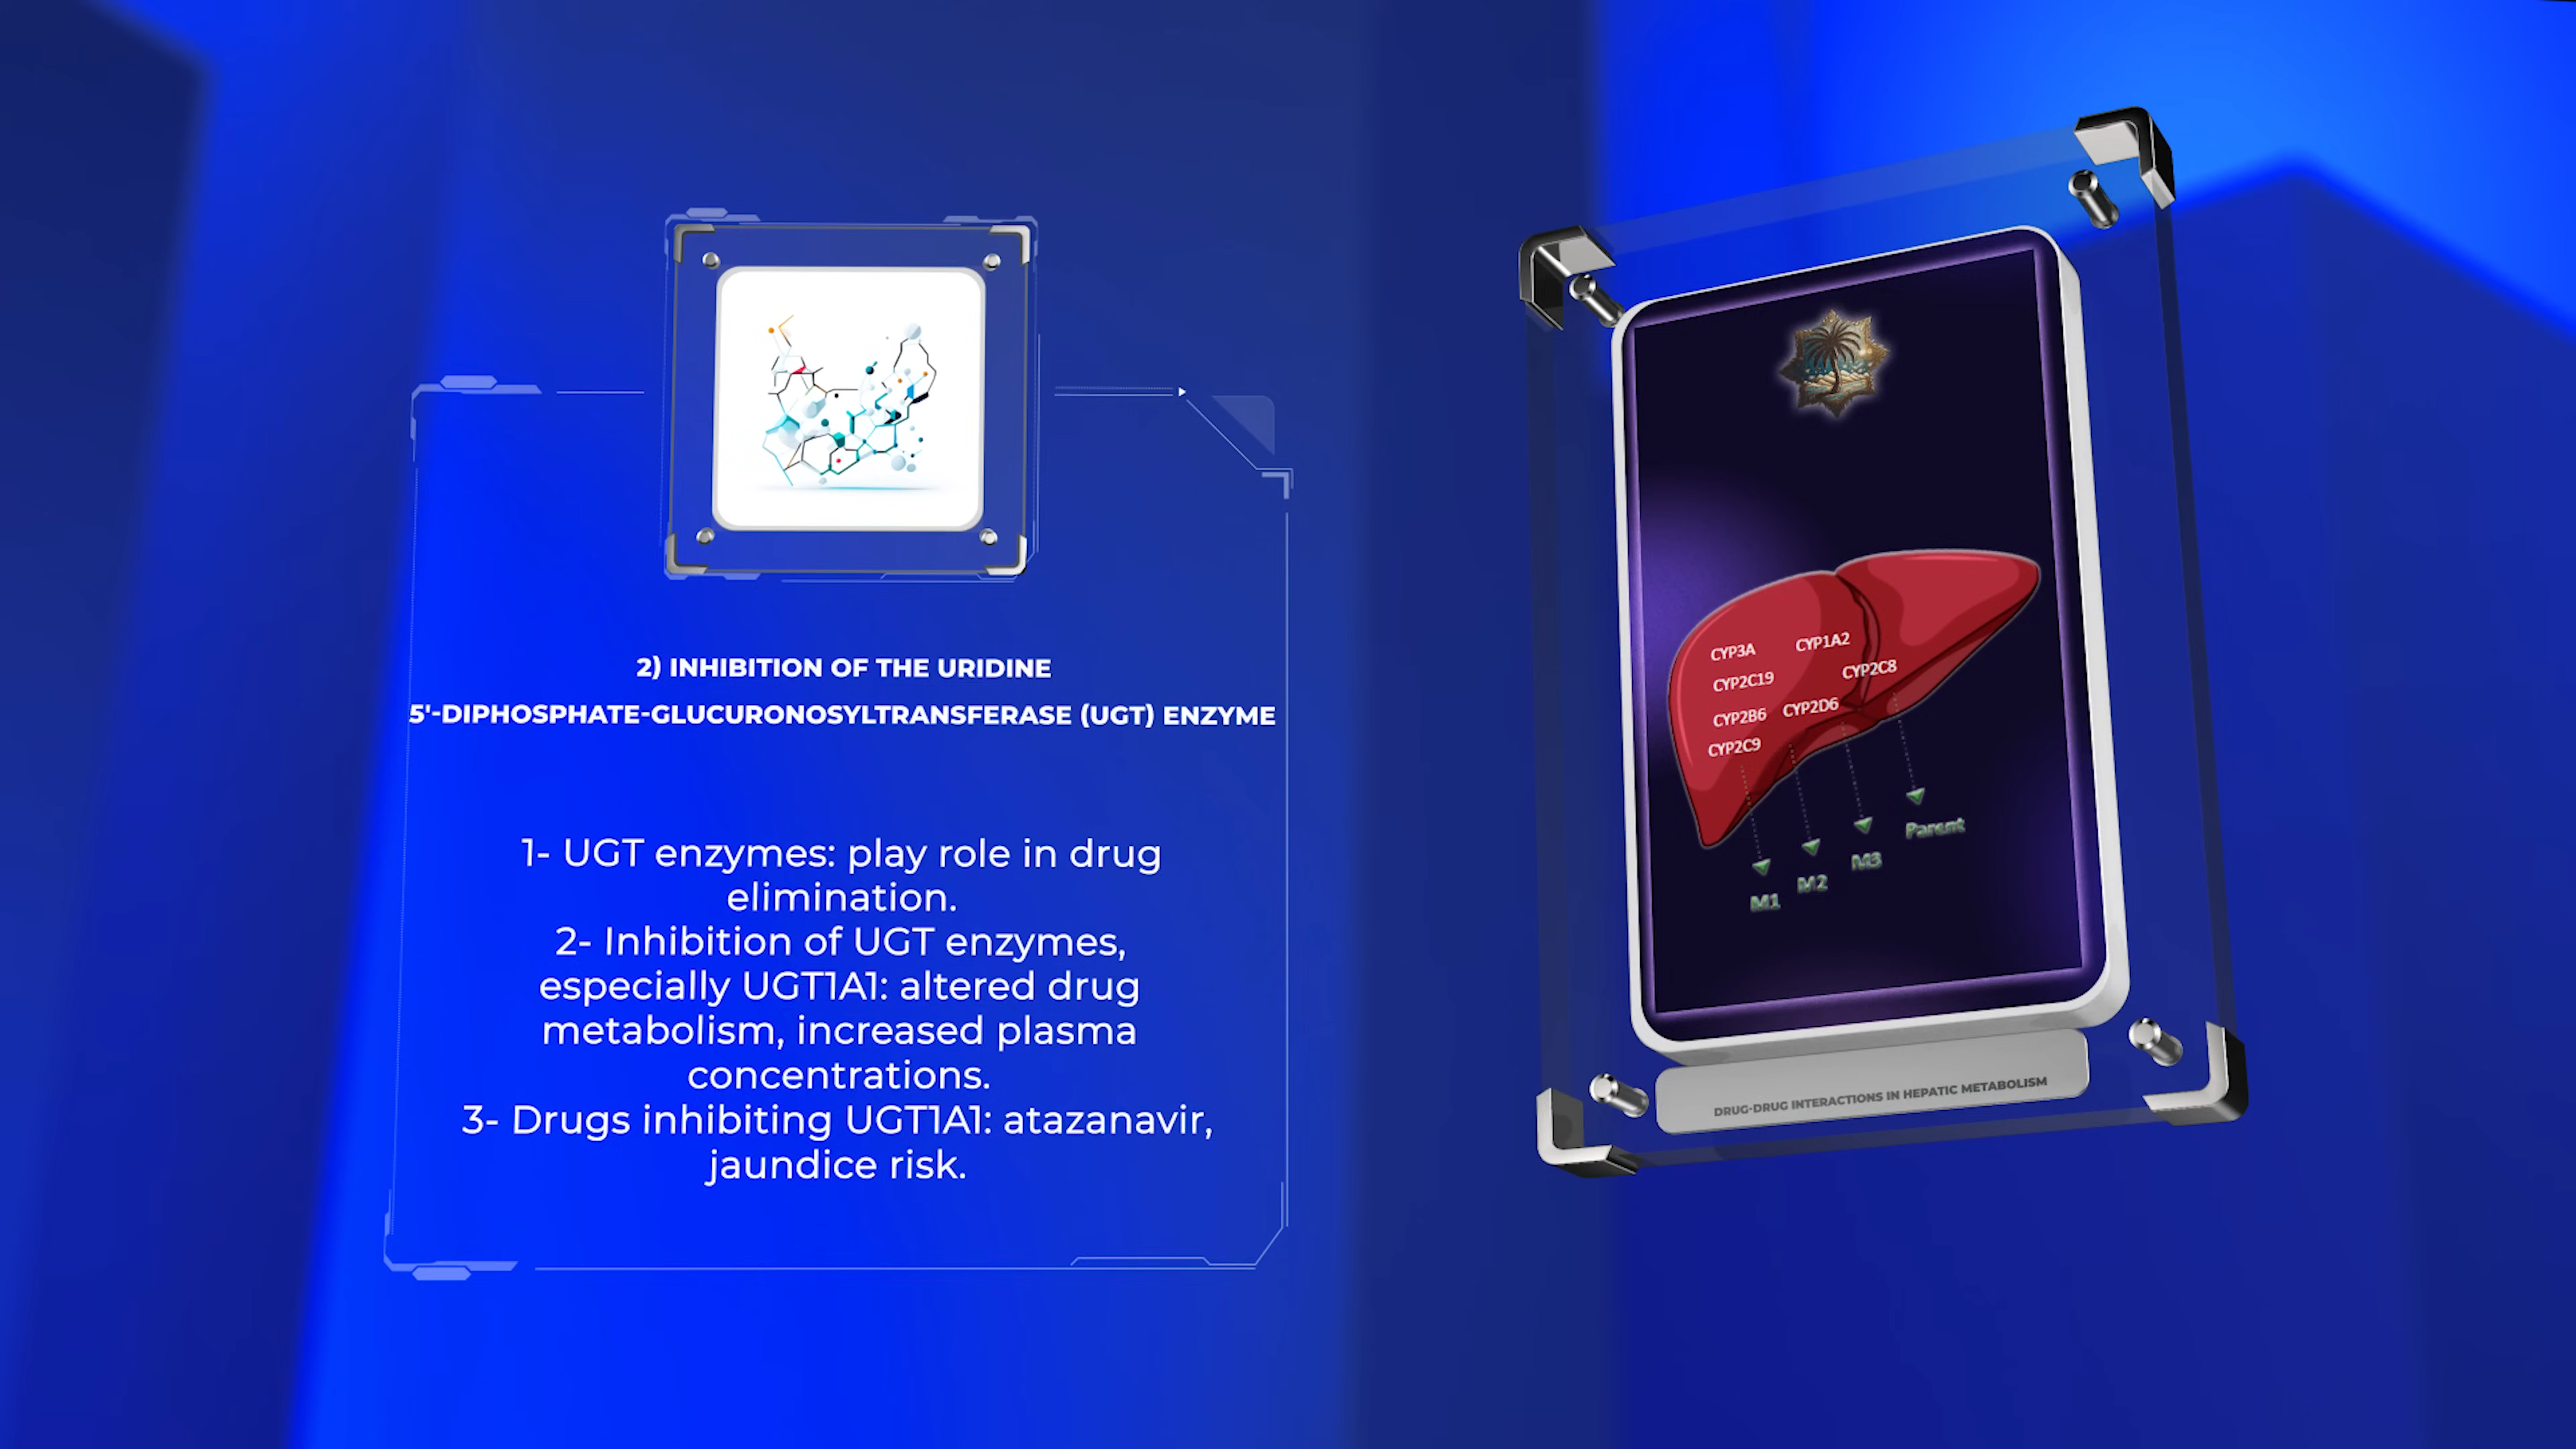 2) INHIBITION OF THE URIDINE
5'-DIPHOSPHATE-GLUCURONOSYLTRANSFERASE (UGT) ENZYME
1- UGT enzymes: play role in drug
elimination.
2- Inhibition of UGT enzymes,
especially UGT1A1: altered drug
metabolism, increased plasma
concentrations.
3- Drugs inhibiting UGT1A1: atazanavir,
jaundice risk.
CYP3A
CYP1A2
CYP2C19
CYP2C8
CYP2B6
CYP2D6
CYP2C9
M1
M2
M3
Parent
DRUG-DRUG INTERACTIONS IN HEPATIC METABOLISM